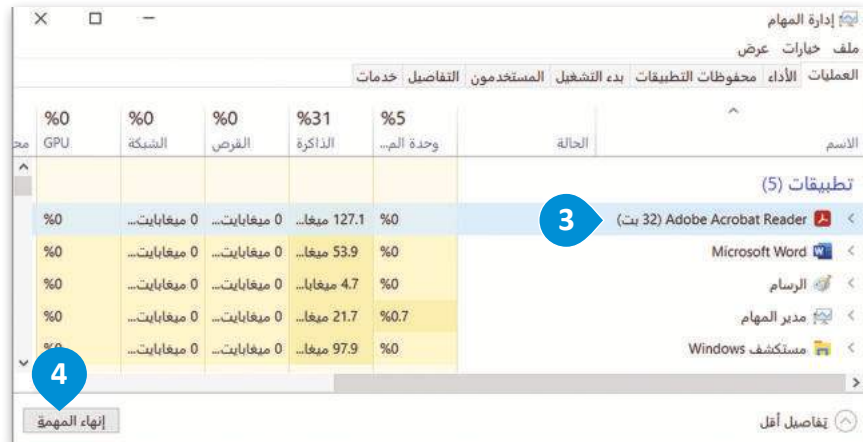 إدارة المهام
ملف خيارات عرض
العمليات الأداء محفوظات التطبيقات بدء التشغيل المستخدمون التفاصيل خدمات
%5 %31 %0 %0 %0
الاسم الحالة وحدة الم... الذاكرة القرص الشبكة GPU مح
تطبيقات (5)
Adobe Acrobat Reader (32 بت) 3 %0 127.1 ميغا... 0 ميغابايت... 0 ميغابايت... %0
Microsoft Word %0 53.9 ميغا... 0 ميغابايت... 0 ميغابايت... %0
الرسام %0 4.7 ميغابا... 0 ميغابايت... 0 ميغابايت... %0
مدير المهام %0.7 21.7 ميغا... 0 ميغابايت... 0 ميغابايت... %0
مستكشف Windows %0 97.9 ميغا... 0 ميغابايت... 0 ميغابايت...
4
تفاصيل أقل إنهاء المهمة